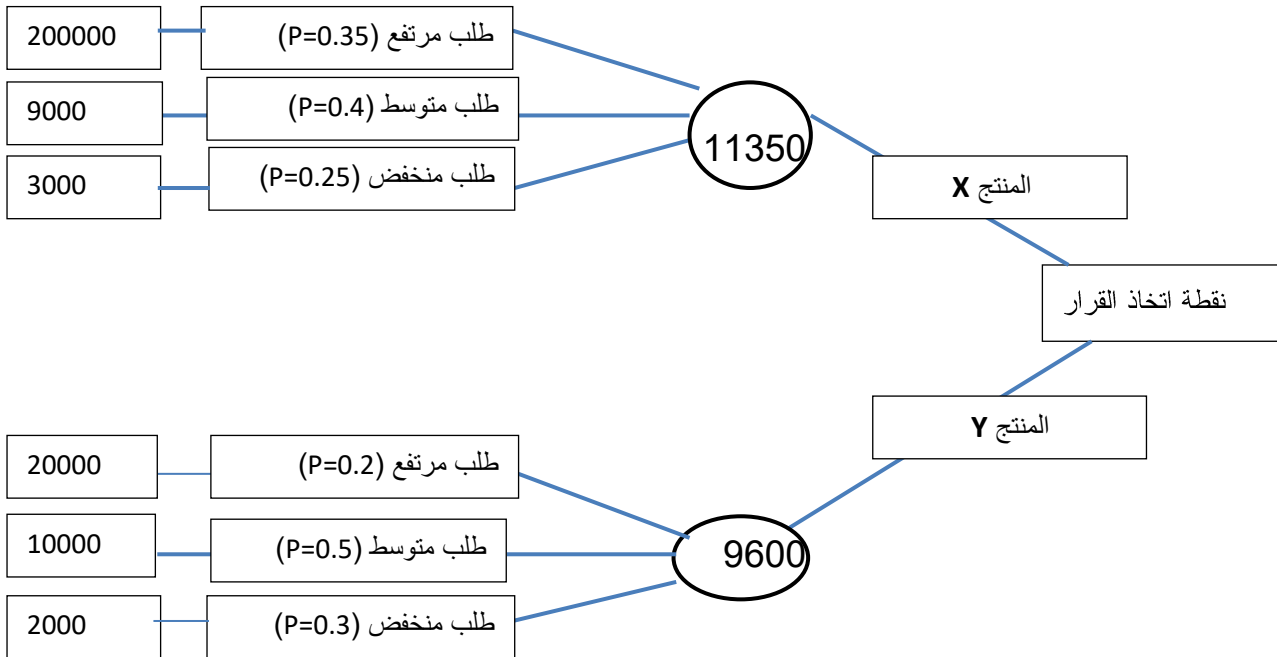 200000
طلب مرتفع (P=0.35)
9000
طلب متوسط (P=0.4)
3000
طلب منخفض (P=0.25)
11350
المنتج X
نقطة اتخاذ القرار
المنتج Y
20000
طلب مرتفع (P=0.2)
10000
طلب متوسط (P=0.5)
2000
طلب منخفض (P=0.3)
9600